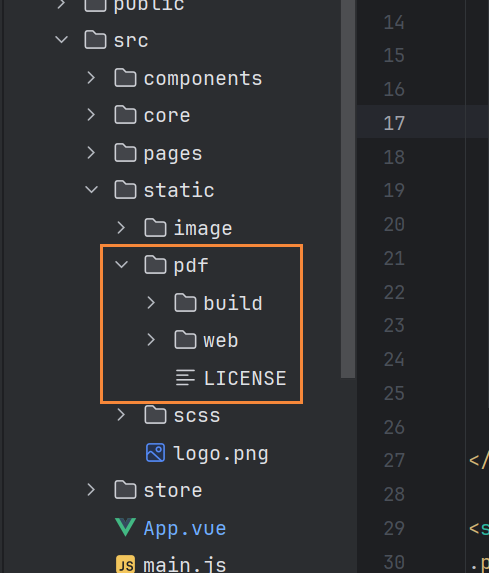 public
src
components
core
pages
static
image
pdf
build
web
LICENSE
scss
logo.png
store
App.vue
JS main.js
14
15
16
17
18
19
20
21
22
23
24
25
26
27 </
28
29 <s
30 .p